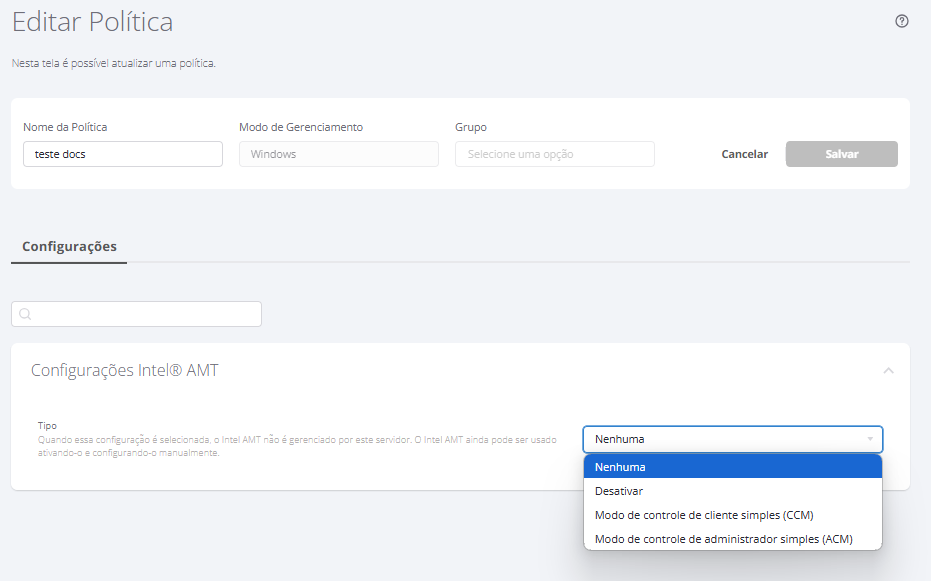 Editar Política
Nesta tela é possível atualizar uma política.
Nome da Política
Modo de Gerenciamento
Grupo
teste docs
Windows
Selecione uma opção
Cancelar
Salvar
Configurações
Configurações Intel® AMT
Tipo
Quando essa configuração é selecionada, o Intel AMT não é gerenciado por este servidor. O Intel AMT ainda pode ser usado
ativando-o e configurando-o manualmente.
Nenhuma
Nenhuma
Desativar
Modo de controle de cliente simples (CCM)
Modo de controle de administrador simples (ACM)